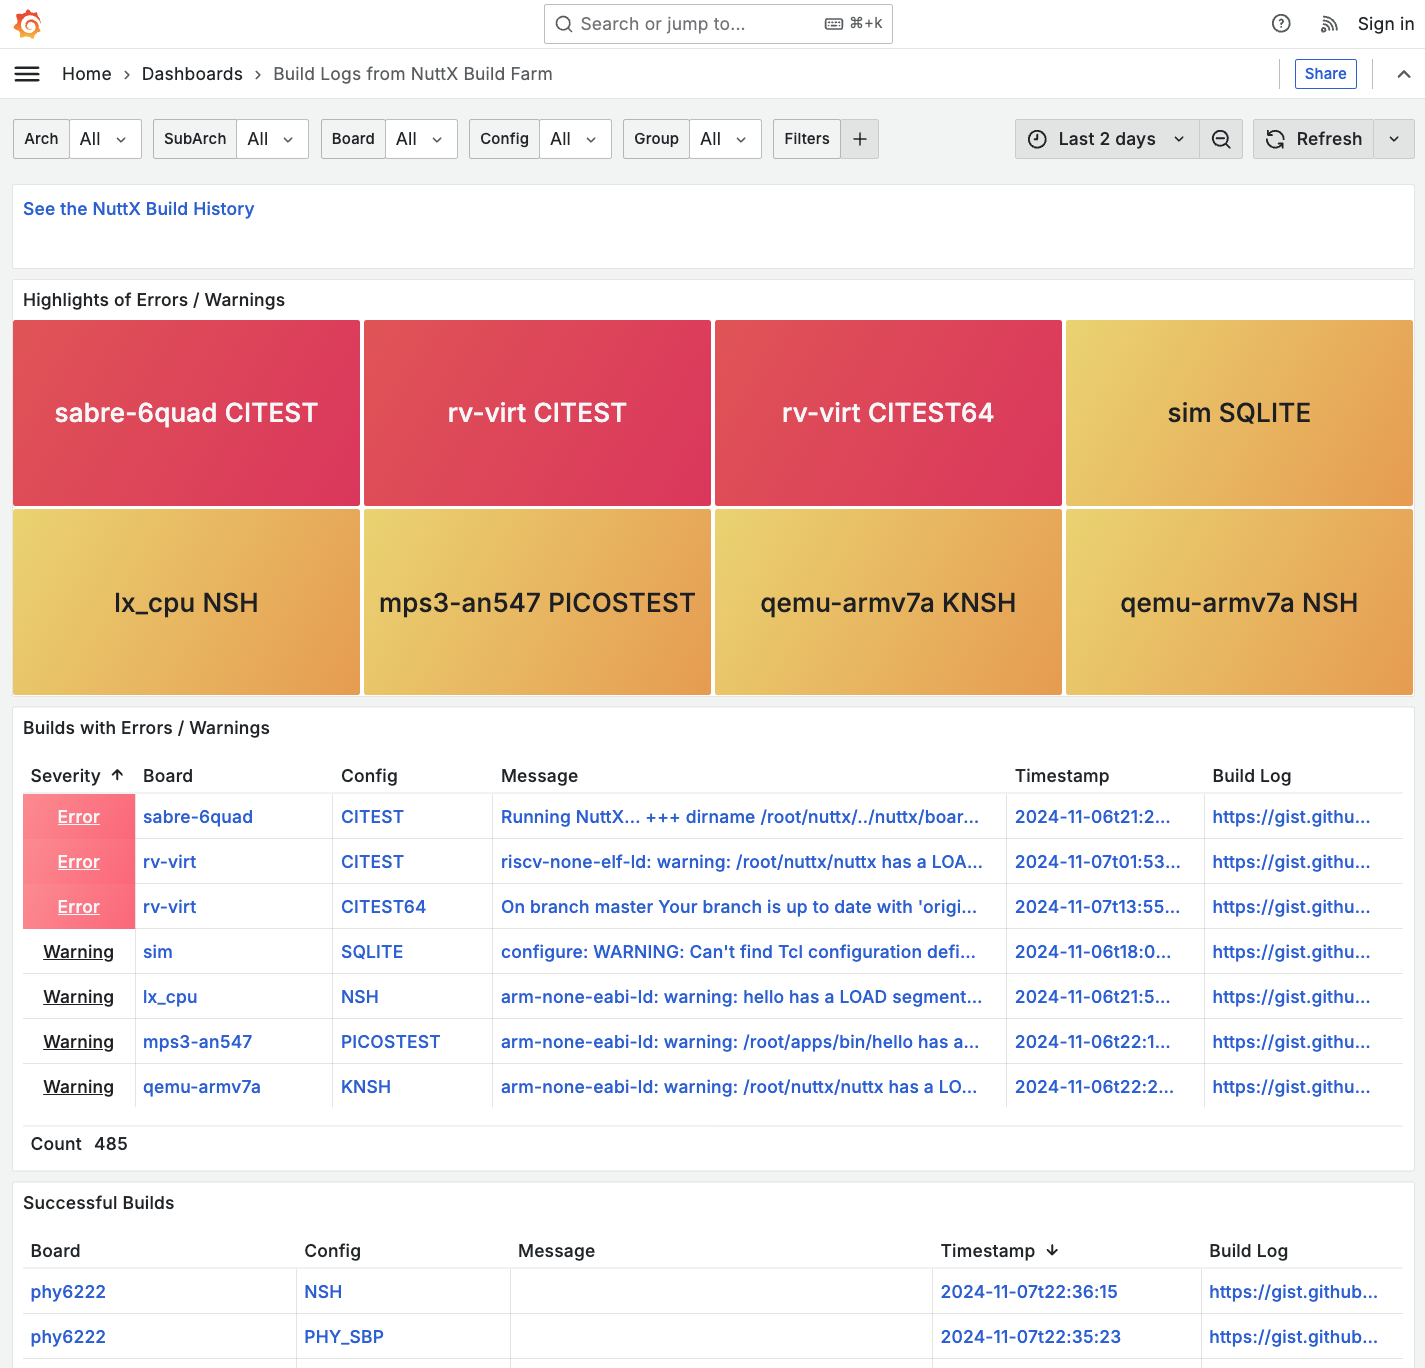 Search or jump to... ⌘+k
Sign in
Home › Dashboards › Build Logs from NuttX Build Farm
Share
Arch All SubArch All Board All Config All Group All Filters + Last 2 days Refresh
See the NuttX Build History
Highlights of Errors / Warnings
sabre-6quad CITEST
rv-virt CITEST
rv-virt CITEST64
sim SQLITE
lx_cpu NSH
mps3-an547 PICOSTEST
qemu-armv7a KNSH
qemu-armv7a NSH
Builds with Errors / Warnings
Severity ↑ Board Config Message Timestamp Build Log
Error sabre-6quad CITEST Running NuttX... +++ dirname /root/nuttx/../nuttx/boar... 2024-11-06t21:2... https://gist.githu...
Error rv-virt CITEST riscv-none-elf-ld: warning: /root/nuttx/nuttx has a LOA... 2024-11-07t01:53... https://gist.githu...
Error rv-virt CITEST64 On branch master Your branch is up to date with 'origi... 2024-11-07t13:55... https://gist.githu...
Warning sim SQLITE configure: WARNING: Can't find Tcl configuration defi... 2024-11-06t18:0... https://gist.githu...
Warning lx_cpu NSH arm-none-eabi-ld: warning: hello has a LOAD segment... 2024-11-06t21:5... https://gist.githu...
Warning mps3-an547 PICOSTEST arm-none-eabi-ld: warning: /root/apps/bin/hello has a... 2024-11-06t22:1... https://gist.githu...
Warning qemu-armv7a KNSH arm-none-eabi-ld: warning: /root/nuttx/nuttx has a LO... 2024-11-06t22:2... https://gist.githu...
Count 485
Successful Builds
Board Config Message Timestamp ↓ Build Log
phy6222 NSH 2024-11-07t22:36:15 https://gist.github...
phy6222 PHY_SBP 2024-11-07t22:35:23 https://gist.github...